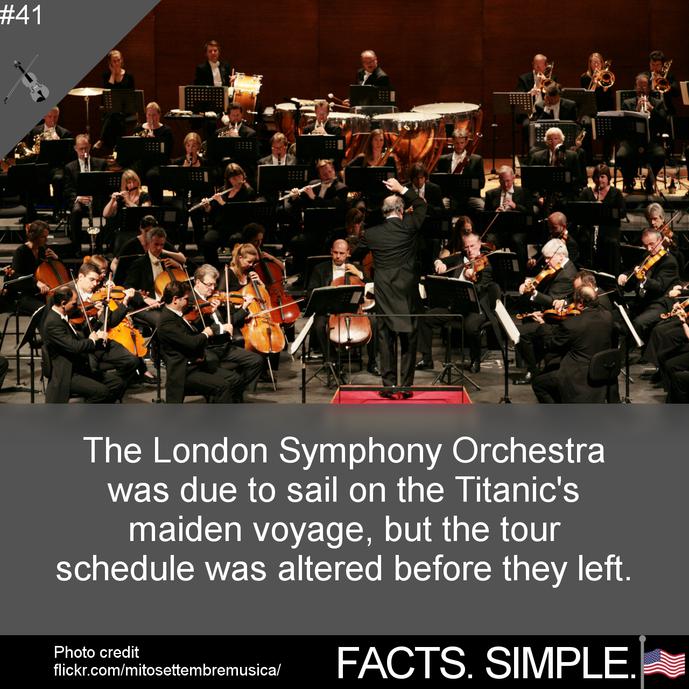 #41
The London Symphony Orchestra
was due to sail on the Titanic's
maiden voyage, but the tour
schedule was altered before they left.
Photo credit
flickr.com/mitosettembremusica/
FACTS. SIMPLE.